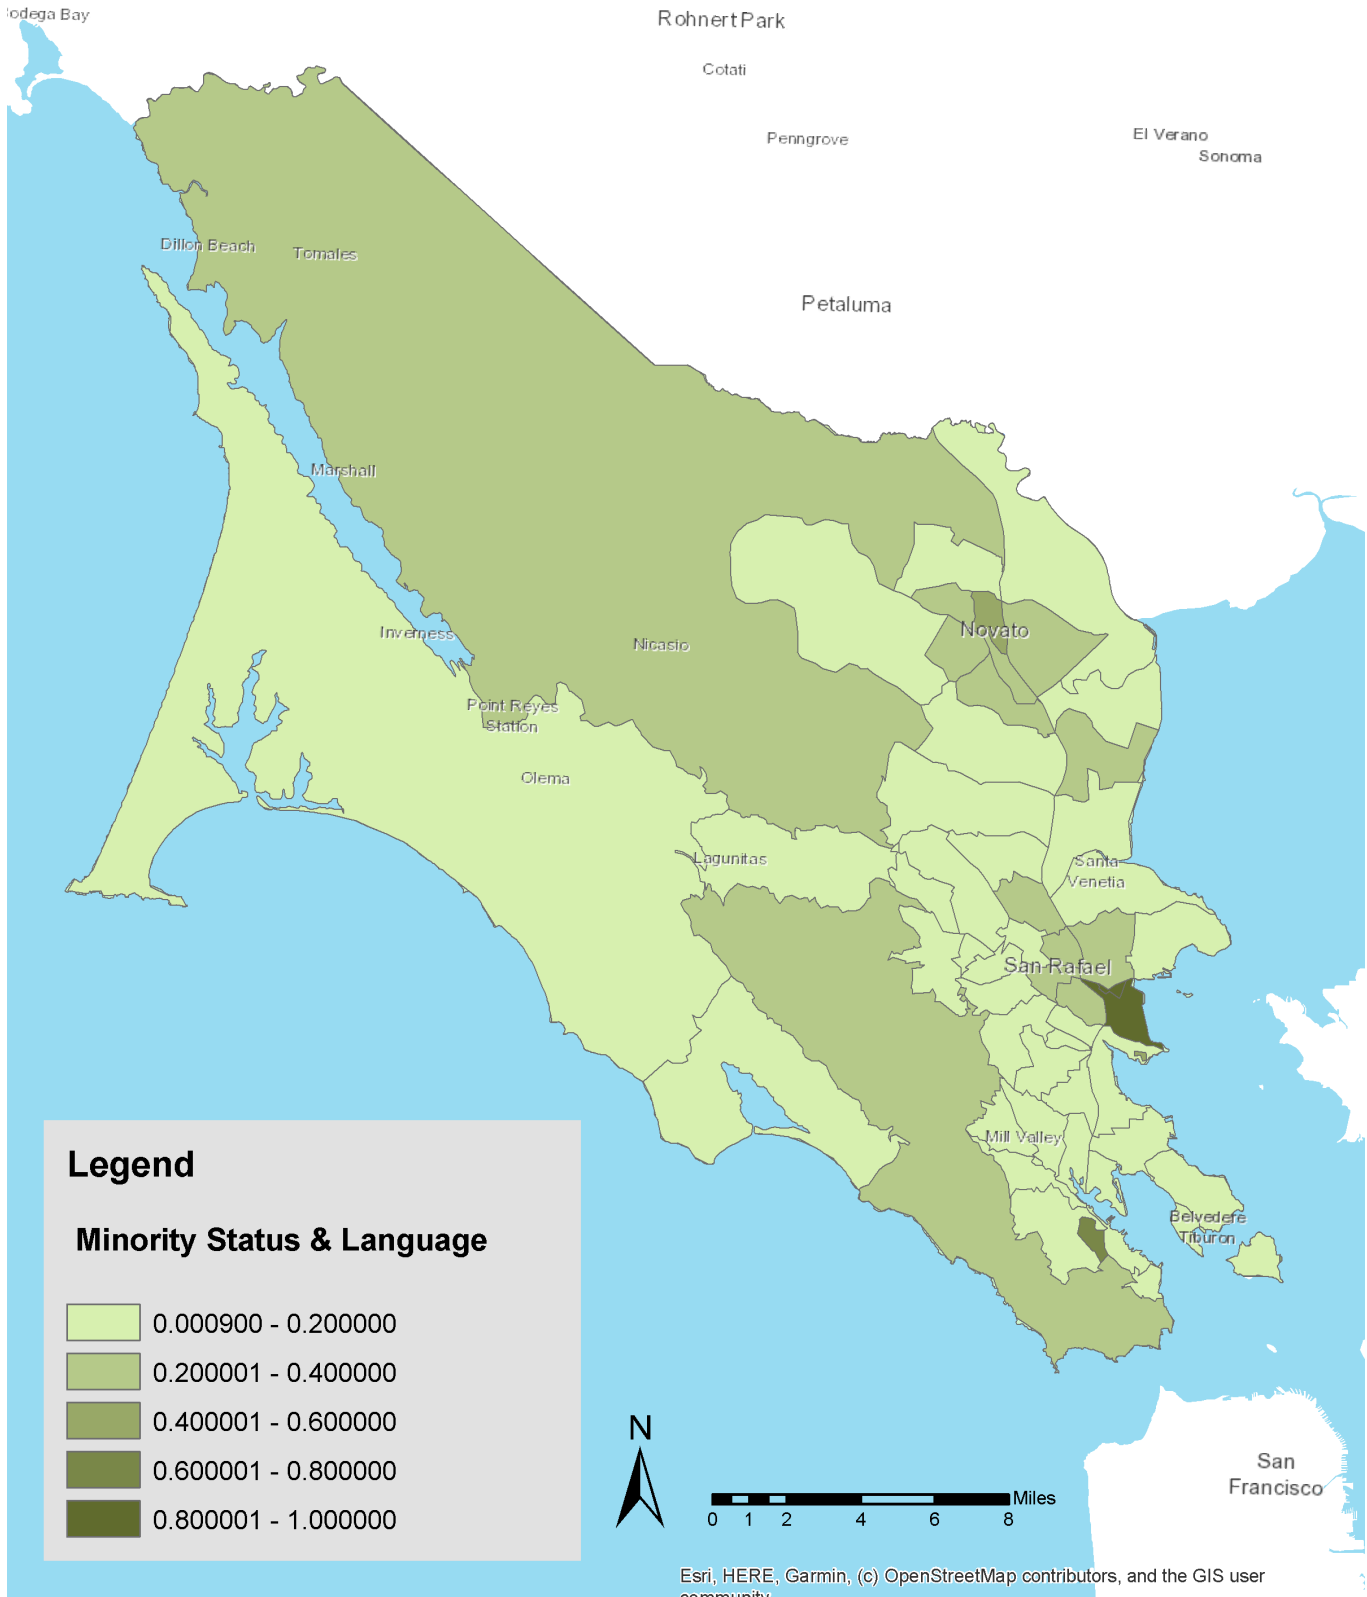 odega Bay
Rohnert Park
Cotati
Penngrove
El Verano
Sonoma
Dillon Beach
Tomales
Petaluma
Marshall
Inverness
Nicasio
Novato
Point Reyes
Station
Olema
Lagunitas
Santa
Venetia
San Rafael
Mill Valley
Belvedere
Tiburon
Legend
Minority Status & Language
0.000900 - 0.200000
0.200001 - 0.400000
0.400001 - 0.600000
0.600001 - 0.800000
0.800001 - 1.000000
N
Miles
0 1 2 4 6 8
San
Francisco
Esri, HERE, Garmin, (c) OpenStreetMap contributors, and the GIS user
community